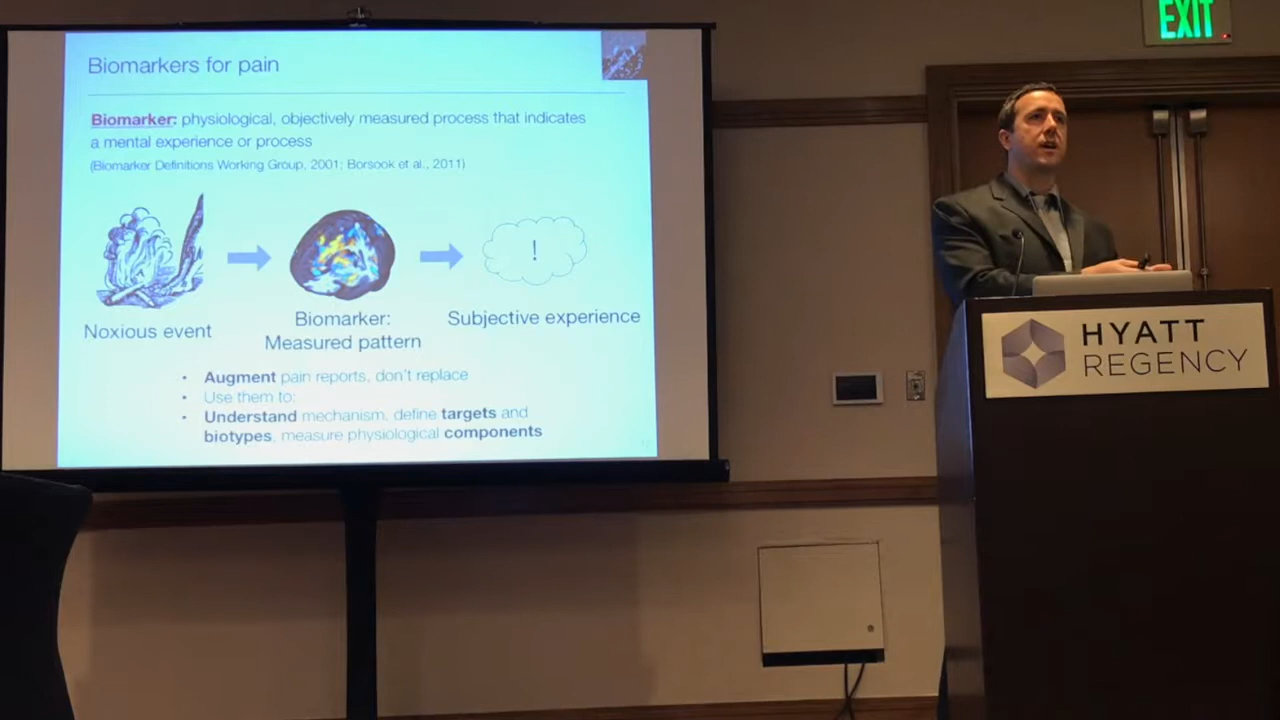 Biomarkers for pain
Biomarker: physiological, objectively measured process that indicates
a mental experience or process
(Biomarker Definitions Working Group, 2001; Borsook et al., 2011)
!
Noxious event
Biomarker:
Measured pattern
Subjective experience
• Augment pain reports, don't replace
• Use them to:
• Understand mechanism, define targets and
biotypes, measure physiological components
EXIT
HYATT
REGENCY